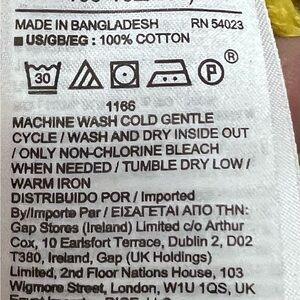 MADE IN BANGLADESH RN 54023
■ US/GB/EG : 100% COTTON
30 P ®
1166
MACHINE WASH COLD GENTLE
CYCLE / WASH AND DRY INSIDE OUT
/ ONLY NON-CHLORINE BLEACH
WHEN NEEDED / TUMBLE DRY LOW /
WARM IRON
DISTRIBUIDO POR / Imported
By/Importe Par / ΕΙΣΑΓΕΤΑΙ ΑΠΟ ΤΗΝ:
Gap Stores (Ireland) Limited c/o Arthur
Cox, 10 Earlsfort Terrace, Dublin 2, D02
T380, Ireland, Gap (UK Holdings)
Limited, 2nd Floor Nations House, 103
Wigmore Street, London, W1U 1QS, UK